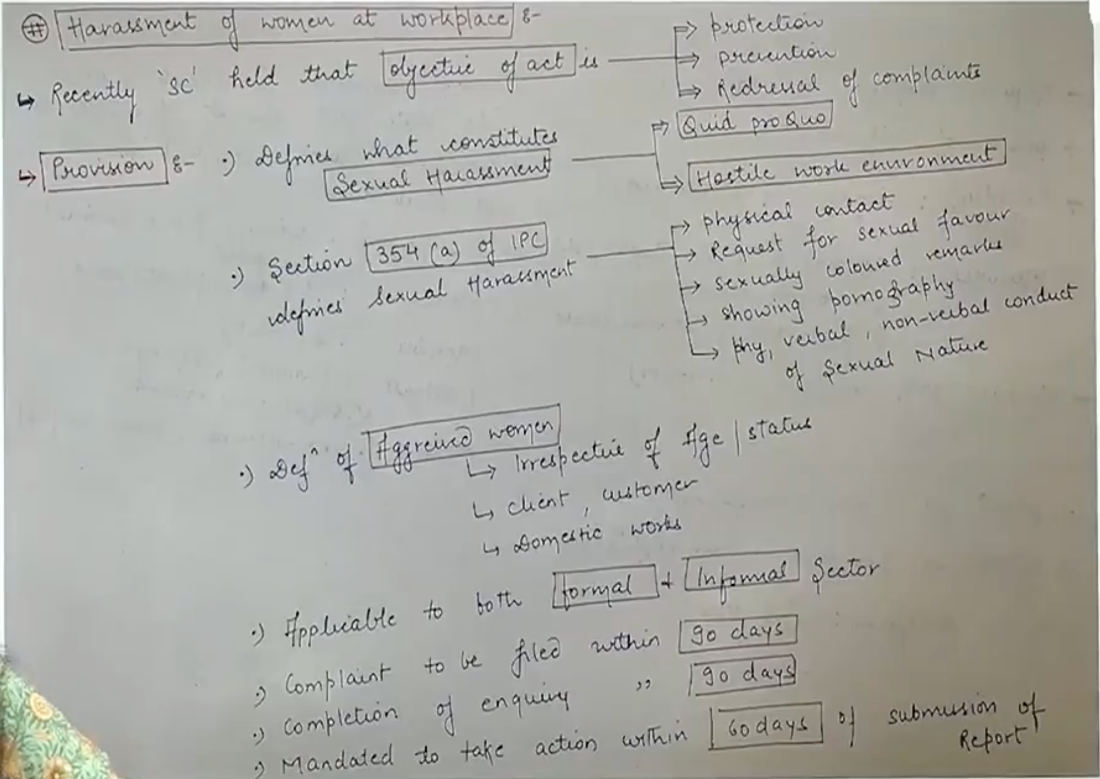 # Harassment of women at workplace :-
↳ Recently 'SC' held that objective of act is
→ protection
→ prevention
→ Redressal of complaints
↳ Provision :- •) Defines what constitutes Sexual Harassment
→ Quid pro Quo
→ Hostile work environment
•) Section 354 (a) of IPC
defines Sexual Harassment
→ physical contact
→ Request for sexual favour
→ sexually coloured remarks
→ showing pornography
→ phy, verbal, non-verbal conduct
of Sexual Nature
•) Defn of Aggreived women
↳ Irrespective of Age / status
↳ client, customer
↳ Domestic works
•) Applicable to both formal + Informal Sector
•) Complaint to be filed within 90 days
•) Completion of enquiry ,, 90 days
•) Mandated to take action within 60 days of submission of
Report